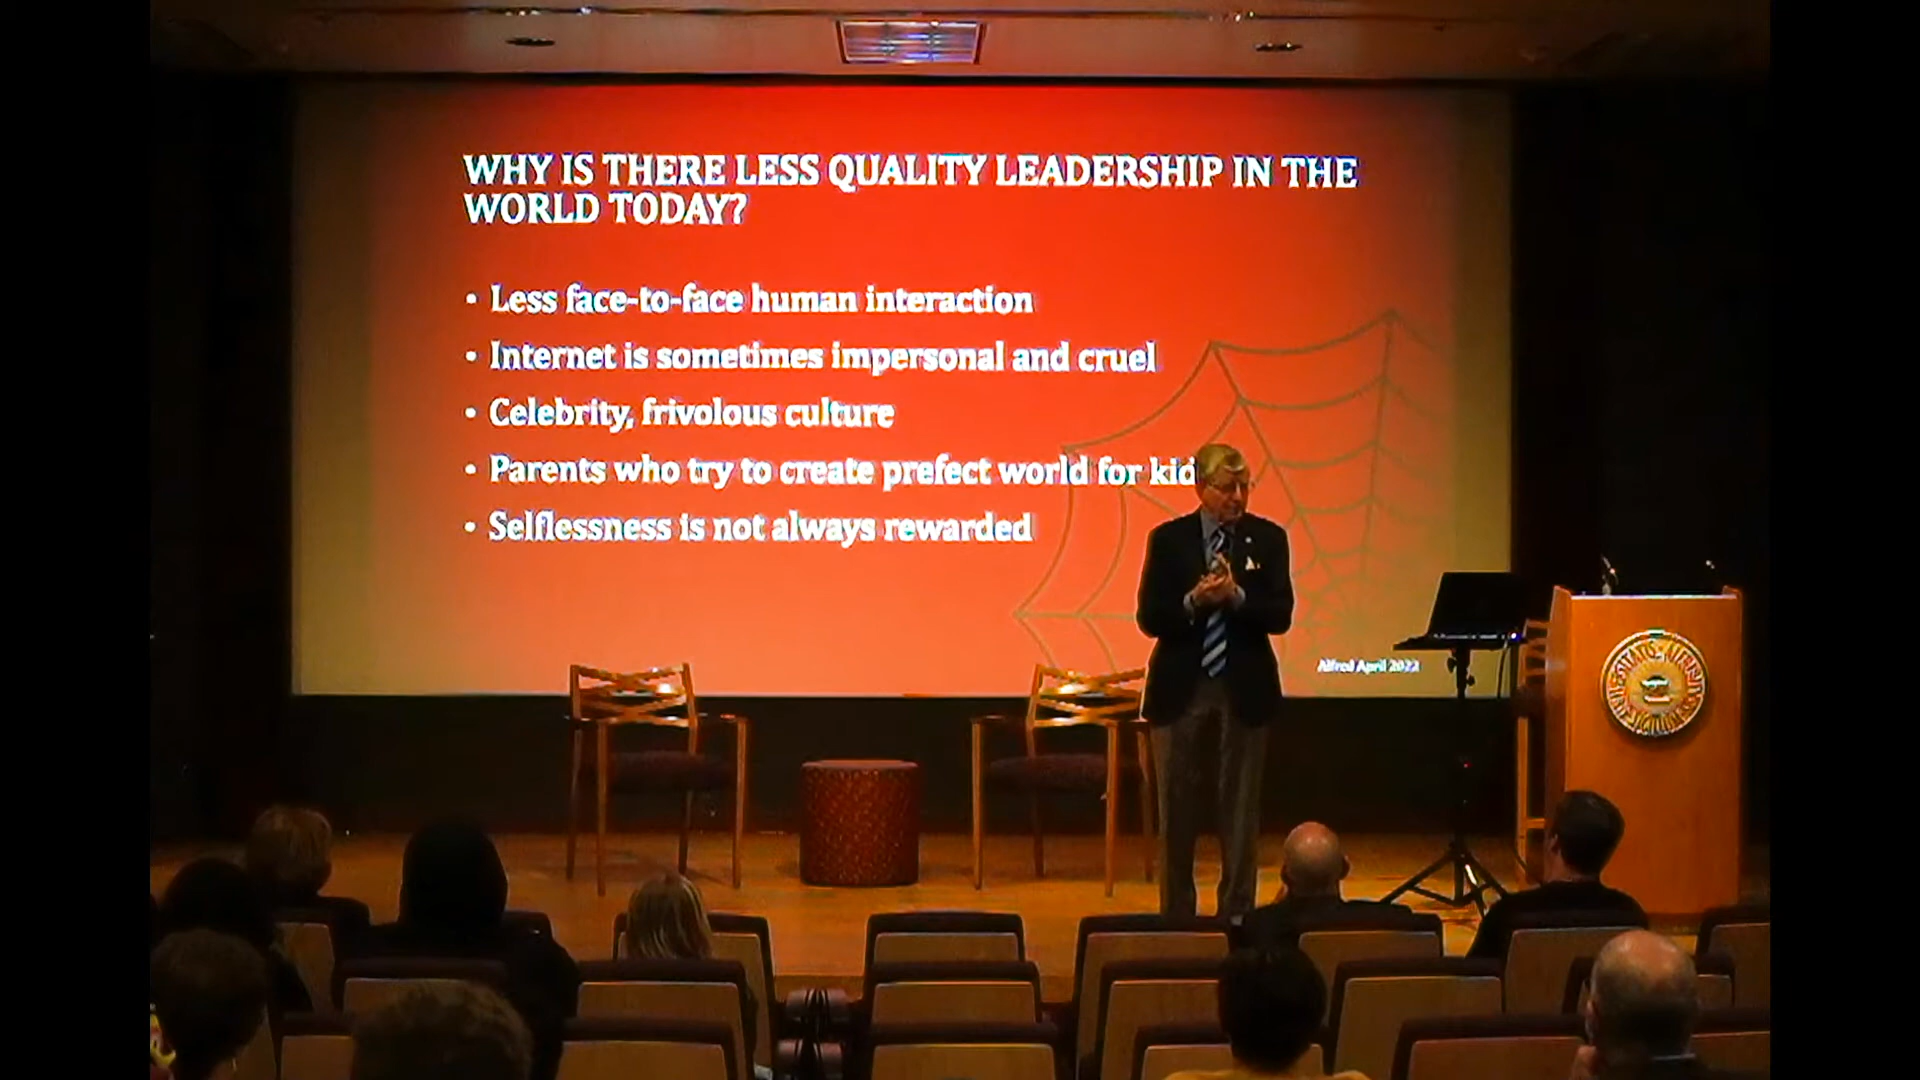 WHY IS THERE LESS QUALITY LEADERSHIP IN THE
WORLD TODAY?
• Less face-to-face human interaction
• Internet is sometimes impersonal and cruel
• Celebrity, frivolous culture
• Parents who try to create prefect world for kid
• Selflessness is not always rewarded
Alfred April 2022